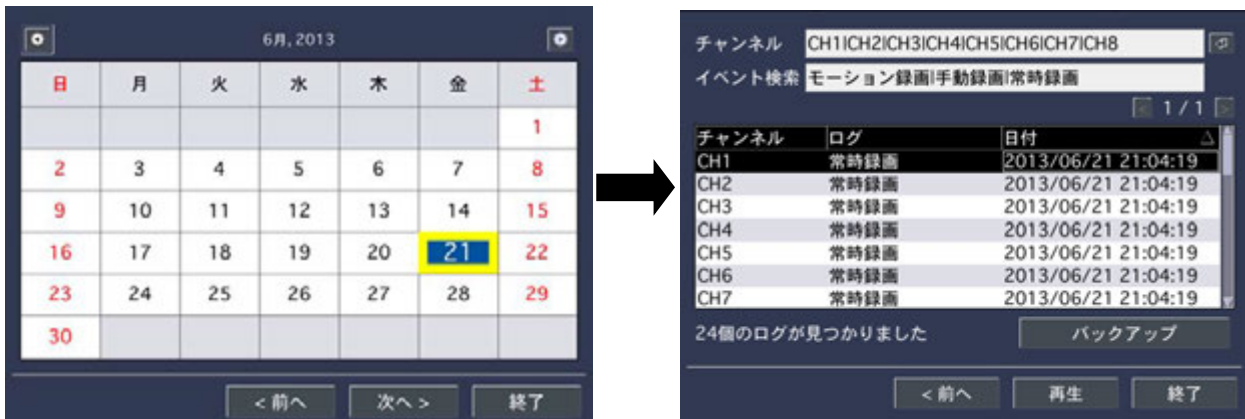 6月, 2013
日 月 火 水 木 金 土
1
2 3 4 5 6 7 8
9 10 11 12 13 14 15
16 17 18 19 20 21 22
23 24 25 26 27 28 29
30
< 前へ 次へ > 終了
チャンネル CH1|CH2|CH3|CH4|CH5|CH6|CH7|CH8
イベント検索 モーション録画|手動録画|常時録画
< 1 / 1 >
チャンネル ログ 日付
CH1 常時録画 2013/06/21 21:04:19
CH2 常時録画 2013/06/21 21:04:19
CH3 常時録画 2013/06/21 21:04:19
CH4 常時録画 2013/06/21 21:04:19
CH5 常時録画 2013/06/21 21:04:19
CH6 常時録画 2013/06/21 21:04:19
CH7 常時録画 2013/06/21 21:04:19
24個のログが見つかりました バックアップ
< 前へ 再生 終了